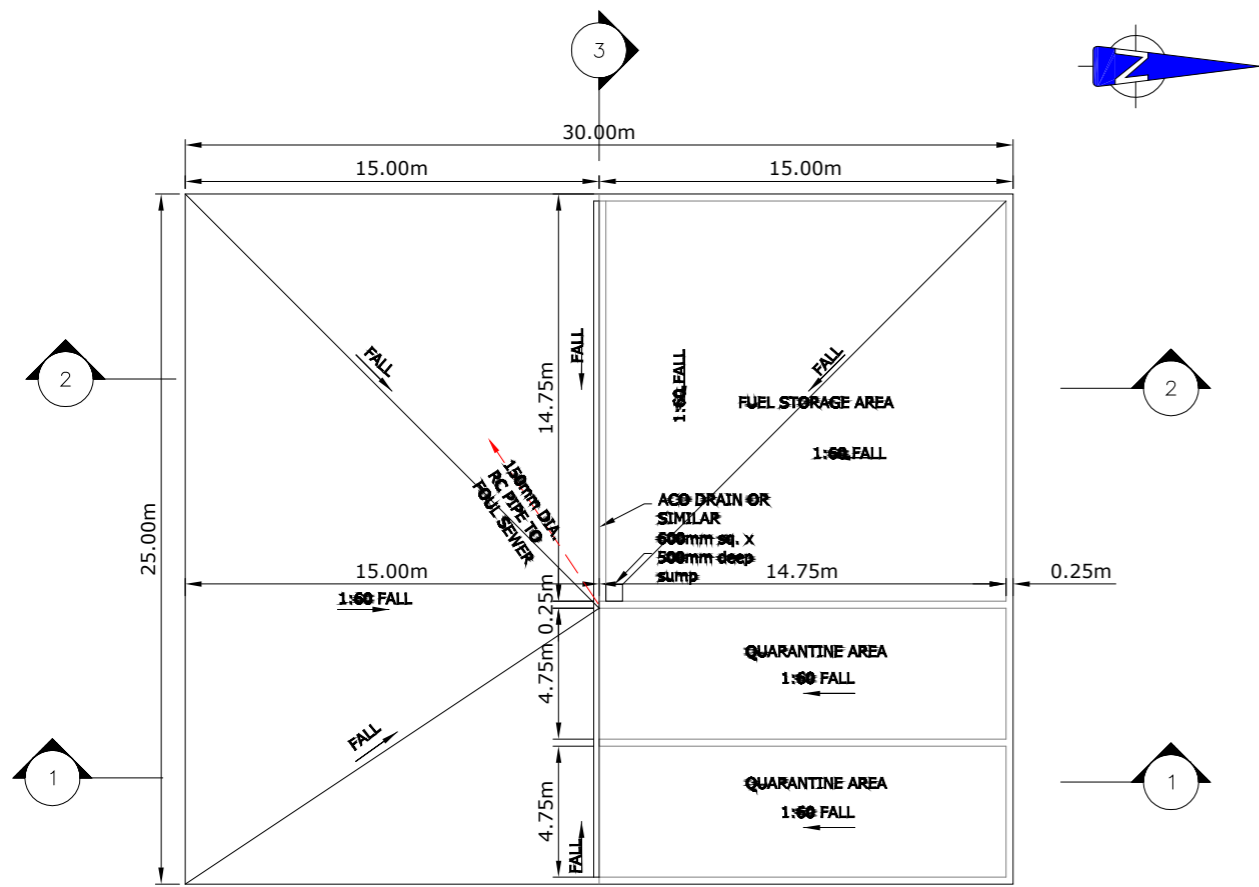 3
N
30.00m
15.00m
15.00m
FALL
FALL
FALL
2
14.75m
1:60 FALL
FUEL STORAGE AREA
2
1:60 FALL
25.00m
150mm DIA.
RC PIPE TO
FOUL SEWER
ACO DRAIN OR
SIMILAR
600mm sq. x
500mm deep
sump
15.00m
14.75m
0.25m
1:60 FALL
0.25m
4.75m
QUARANTINE AREA
1:60 FALL
FALL
1
4.75m
QUARANTINE AREA
1:60 FALL
1
FALL